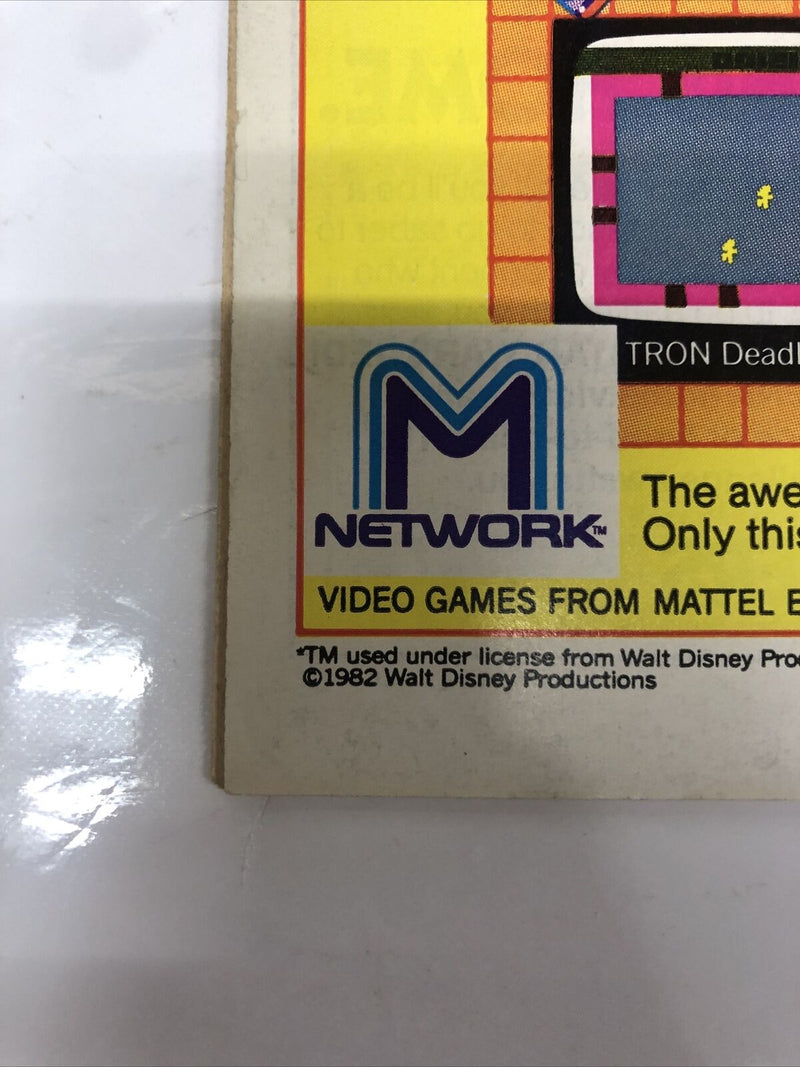 TRON Deadl
M
NETWORK™
The awe
Only this
VIDEO GAMES FROM MATTEL E
*TM used under license from Walt Disney Pro
©1982 Walt Disney Productions